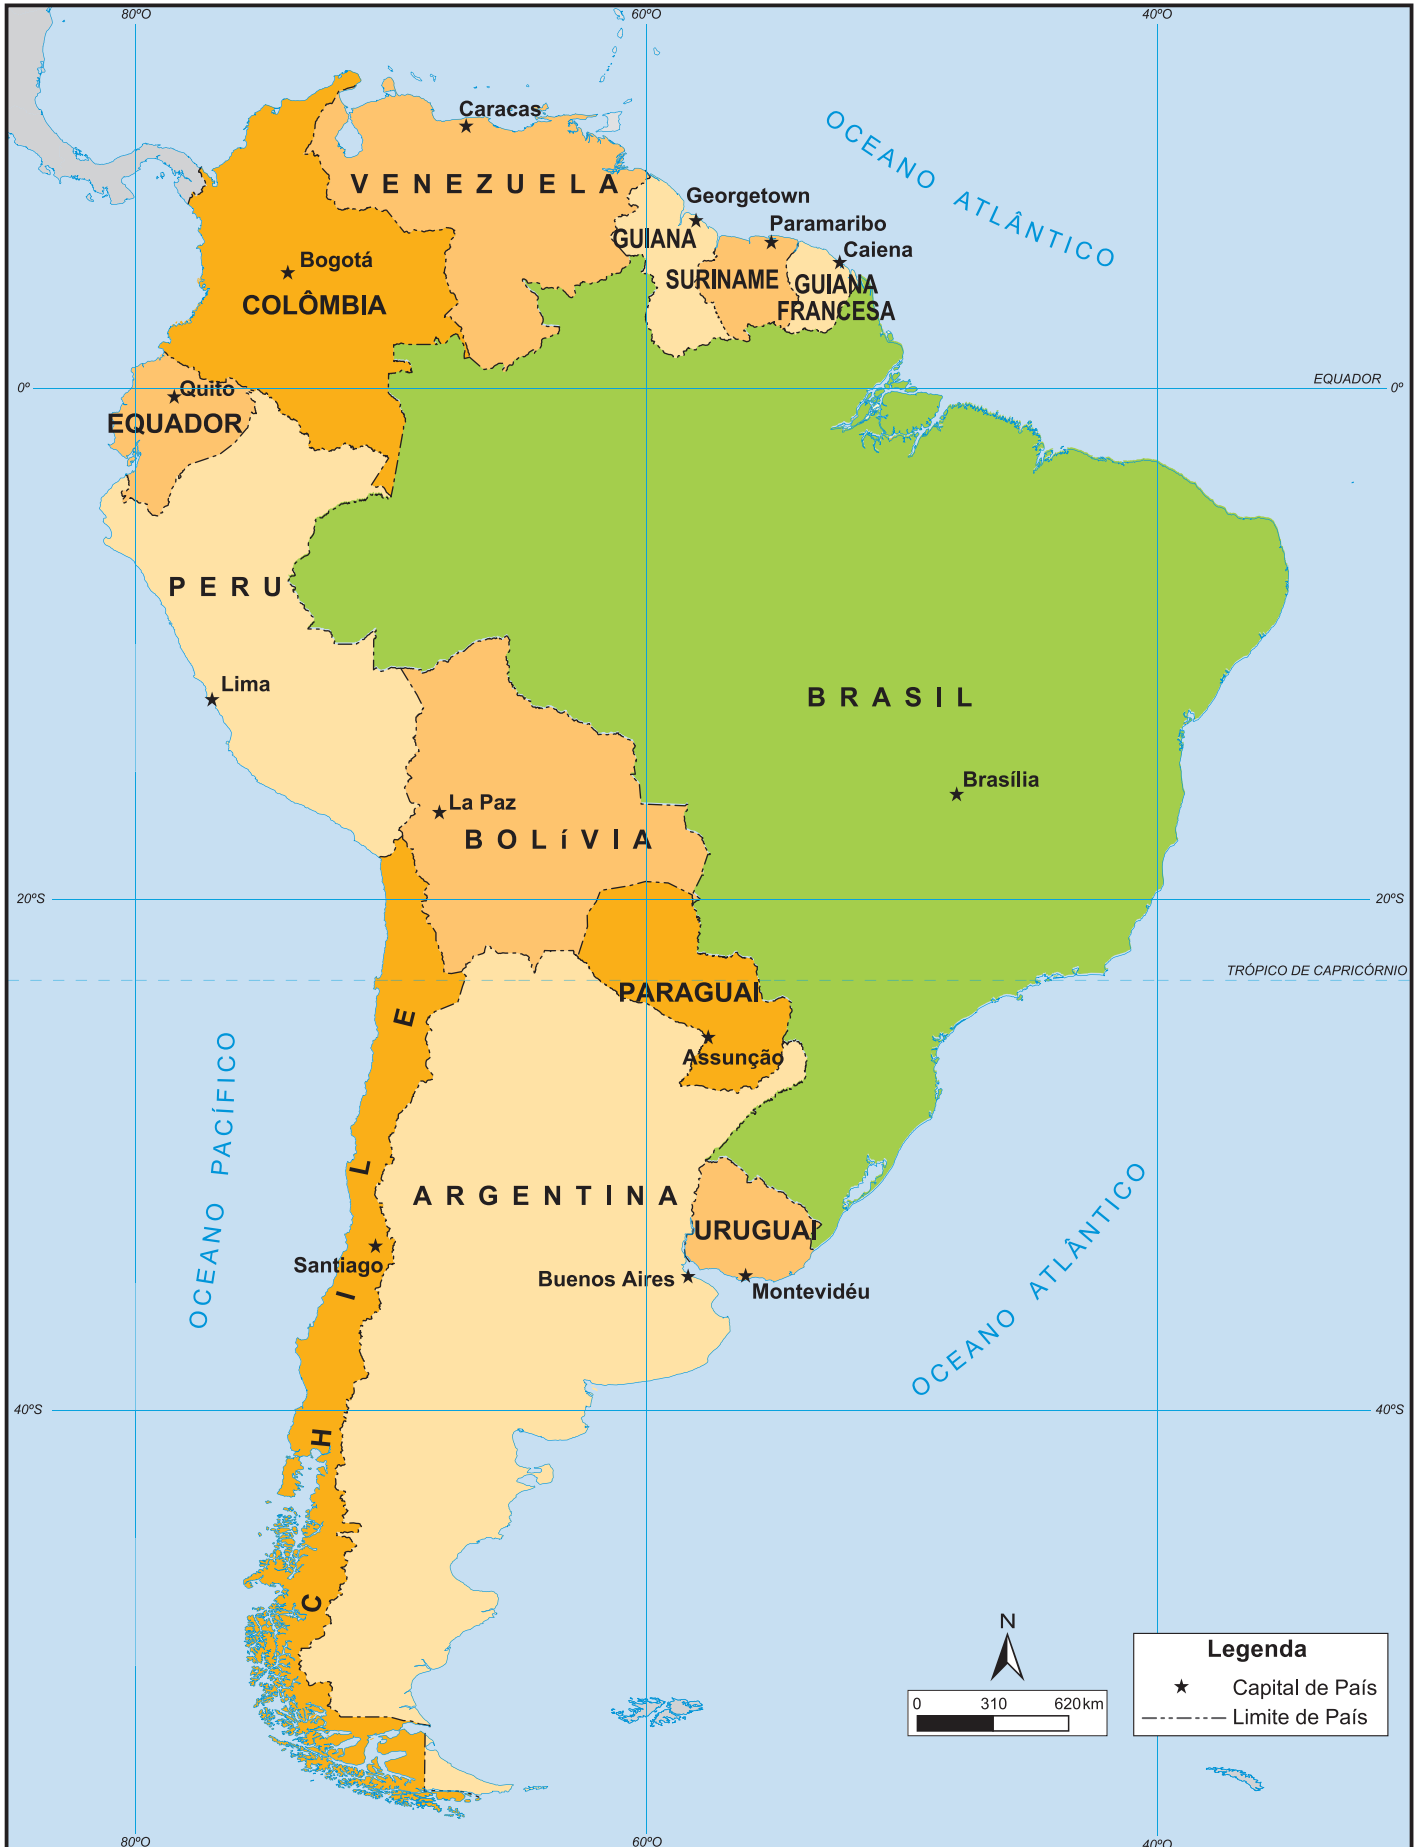 80ºO
60ºO
40ºO
Caracas
OCEANO ATLÂNTICO
VENEZUELA
Georgetown
Paramaribo
GUIANA
Caiena
Bogotá
SURINAME
GUIANA
FRANCESA
COLÔMBIA
EQUADOR
0º
Quito
0º
EQUADOR
PERU
Lima
BRASIL
Brasília
La Paz
BOLíVIA
20ºS
20ºS
TRÓPICO DE CAPRICÓRNIO
PARAGUAI
Assunção
OCEANO PACÍFICO
CHILE
ARGENTINA
URUGUAI
OCEANO ATLÂNTICO
Santiago
Buenos Aires
Montevidéu
40ºS
40ºS
N
0 310 620 km
Legenda
Capital de País
Limite de País
80ºO
60ºO
40ºO